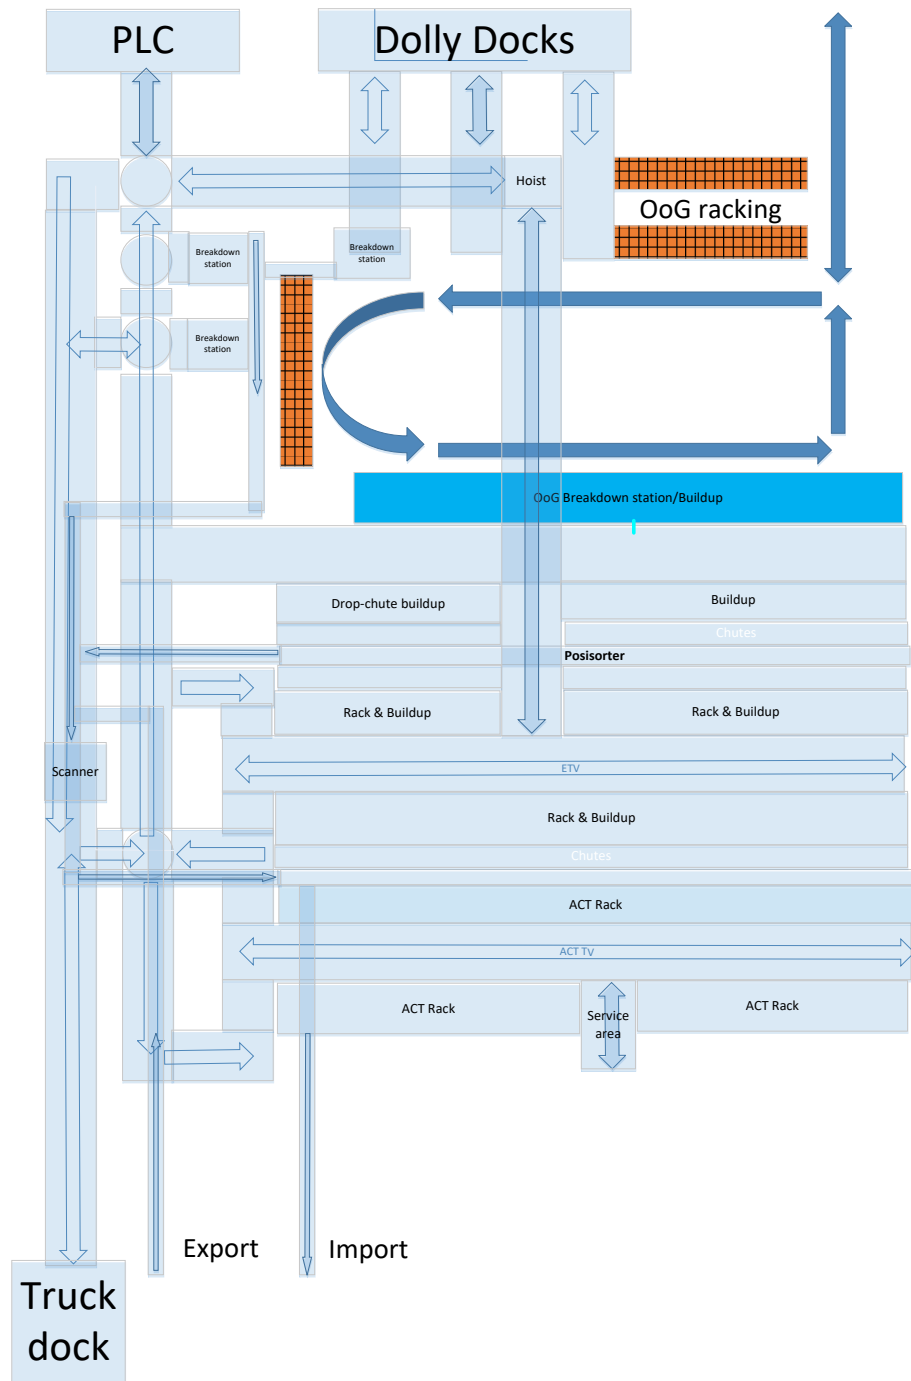 PLC
Dolly Docks
Hoist
OoG racking
Breakdown
station
Breakdown
station
Breakdown
station
OoG Breakdown station/Buildup
Drop-chute buildup
Buildup
Chutes
Posisorter
Rack & Buildup
Rack & Buildup
Scanner
ETV
Rack & Buildup
Chutes
ACT Rack
ACT TV
ACT Rack
Service
area
ACT Rack
Export
Import
Truck
dock